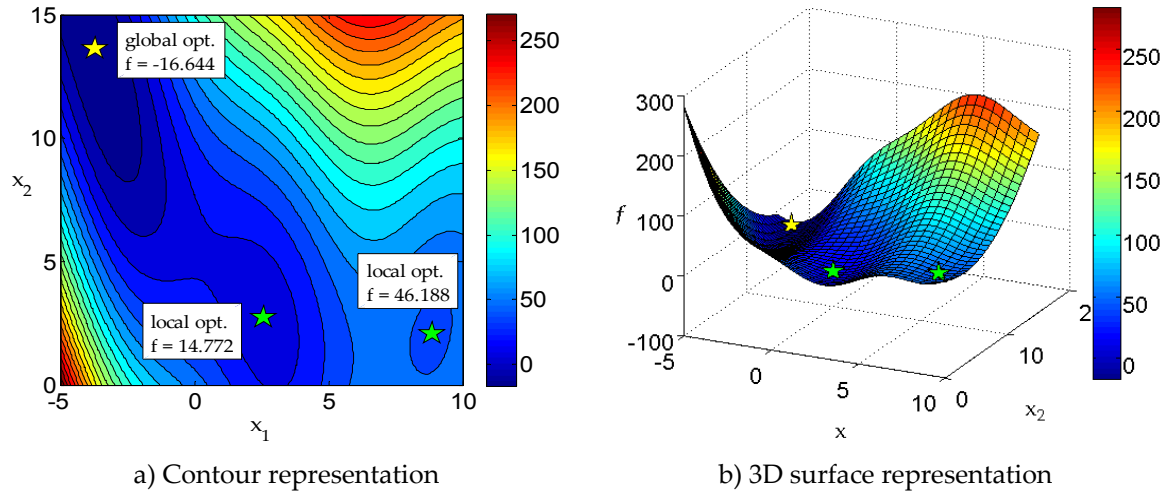 15
10
5
0
-5
0
5
10
x2
x1
global opt.
f = -16.644
local opt.
f = 46.188
local opt.
f = 14.772
250
200
150
100
50
0
a) Contour representation
300
200
100
0
-100
f
-5
0
5
10
x
0
10
2
x2
250
200
150
100
50
0
b) 3D surface representation